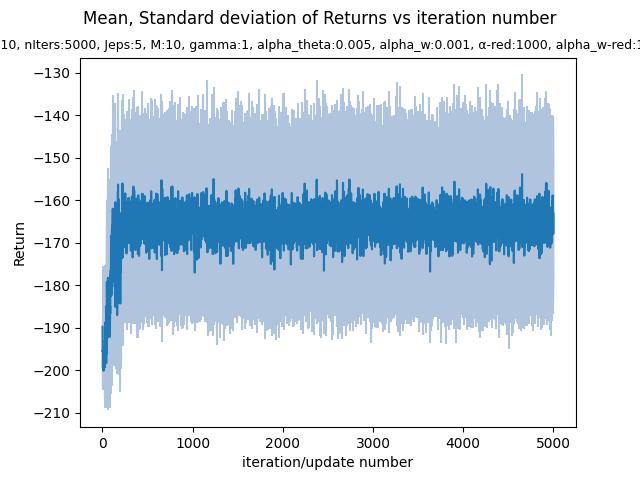 Mean, Standard deviation of Returns vs iteration number
10, nIters:5000, Jeps:5, M:10, gamma:1, alpha_theta:0.005, alpha_w:0.001, α-red:1000, alpha_w-red:1
−130
−140
−150
−160
−170
−180
−190
−200
−210
Return
0 1000 2000 3000 4000 5000
iteration/update number